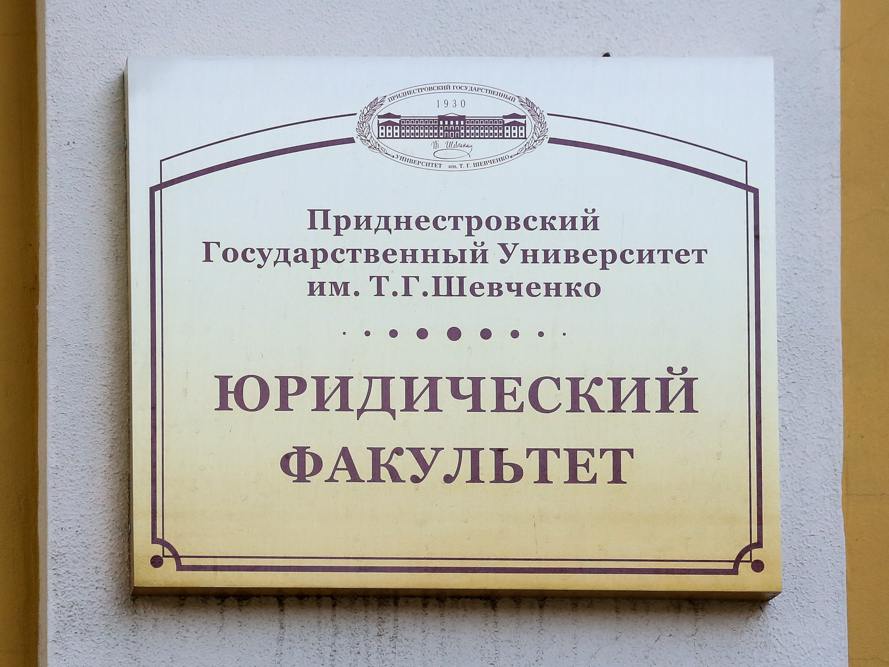 ПРИДНЕСТРОВСКИЙ ГОСУДАРСТВЕННЫЙ
1930
УНИВЕРСИТЕТ им. Т. Г. ШЕВЧЕНКО
Приднестровский
Государственный Университет
им. Т.Г.Шевченко
ЮРИДИЧЕСКИЙ
ФАКУЛЬТЕТ